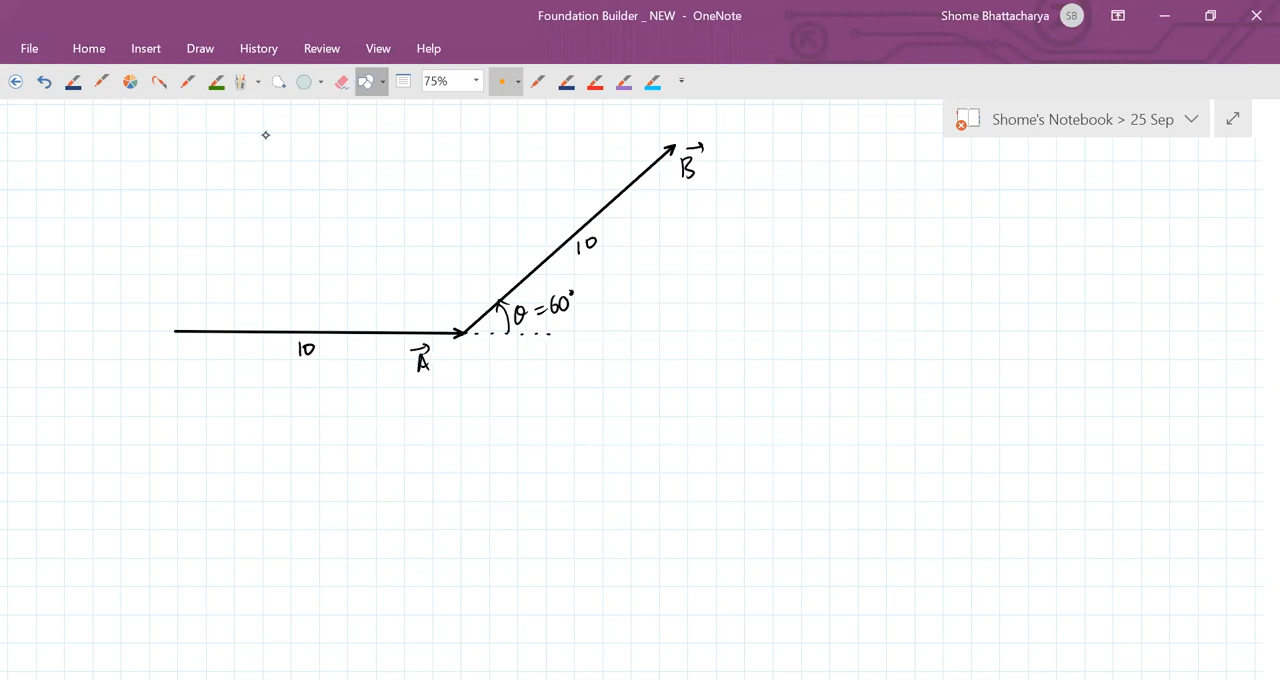 Foundation Builder _ NEW - OneNote
Shome Bhattacharya SB
File Home Insert Draw History Review View Help
75%
Shome's Notebook > 25 Sep
B
10
θ = 60°
10
A